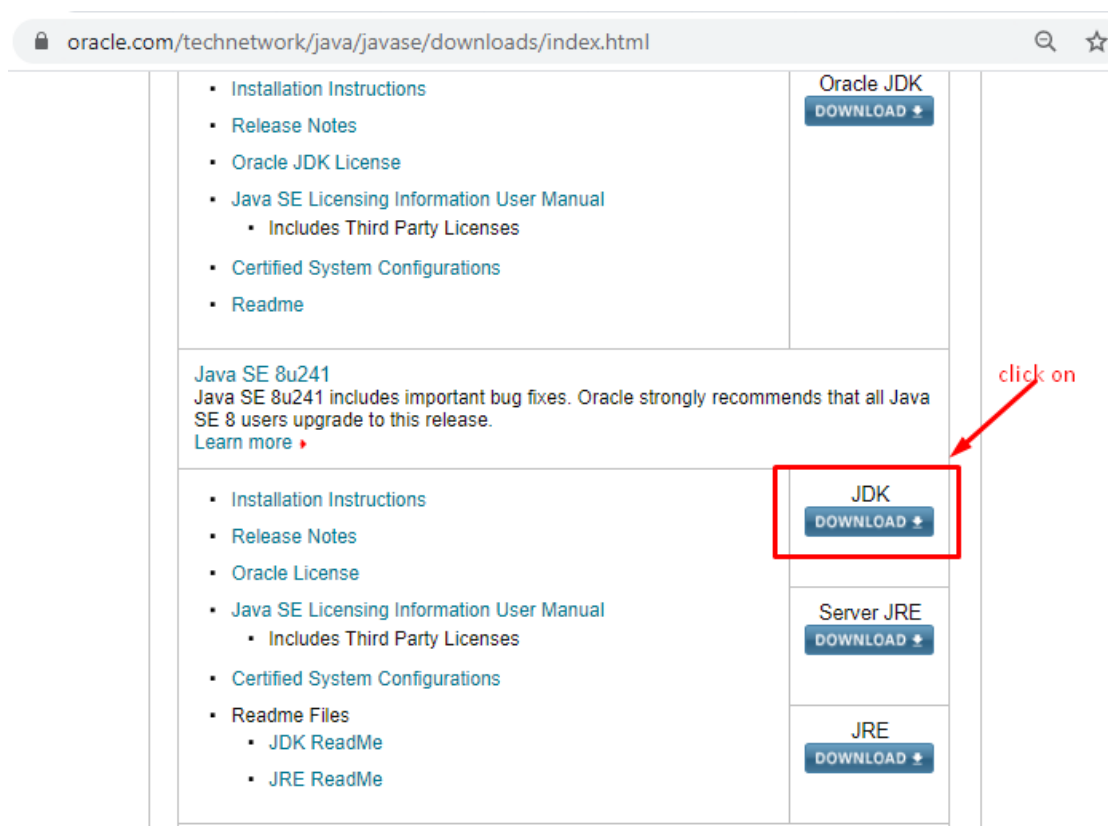 oracle.com/technetwork/java/javase/downloads/index.html
Installation Instructions
Release Notes
Oracle JDK License
Java SE Licensing Information User Manual
Includes Third Party Licenses
Certified System Configurations
Readme
Oracle JDK
DOWNLOAD
Java SE 8u241
Java SE 8u241 includes important bug fixes. Oracle strongly recommends that all Java
SE 8 users upgrade to this release.
Learn more
click on
Installation Instructions
Release Notes
Oracle License
Java SE Licensing Information User Manual
Includes Third Party Licenses
Certified System Configurations
Readme Files
JDK ReadMe
JRE ReadMe
JDK
DOWNLOAD
Server JRE
DOWNLOAD
JRE
DOWNLOAD